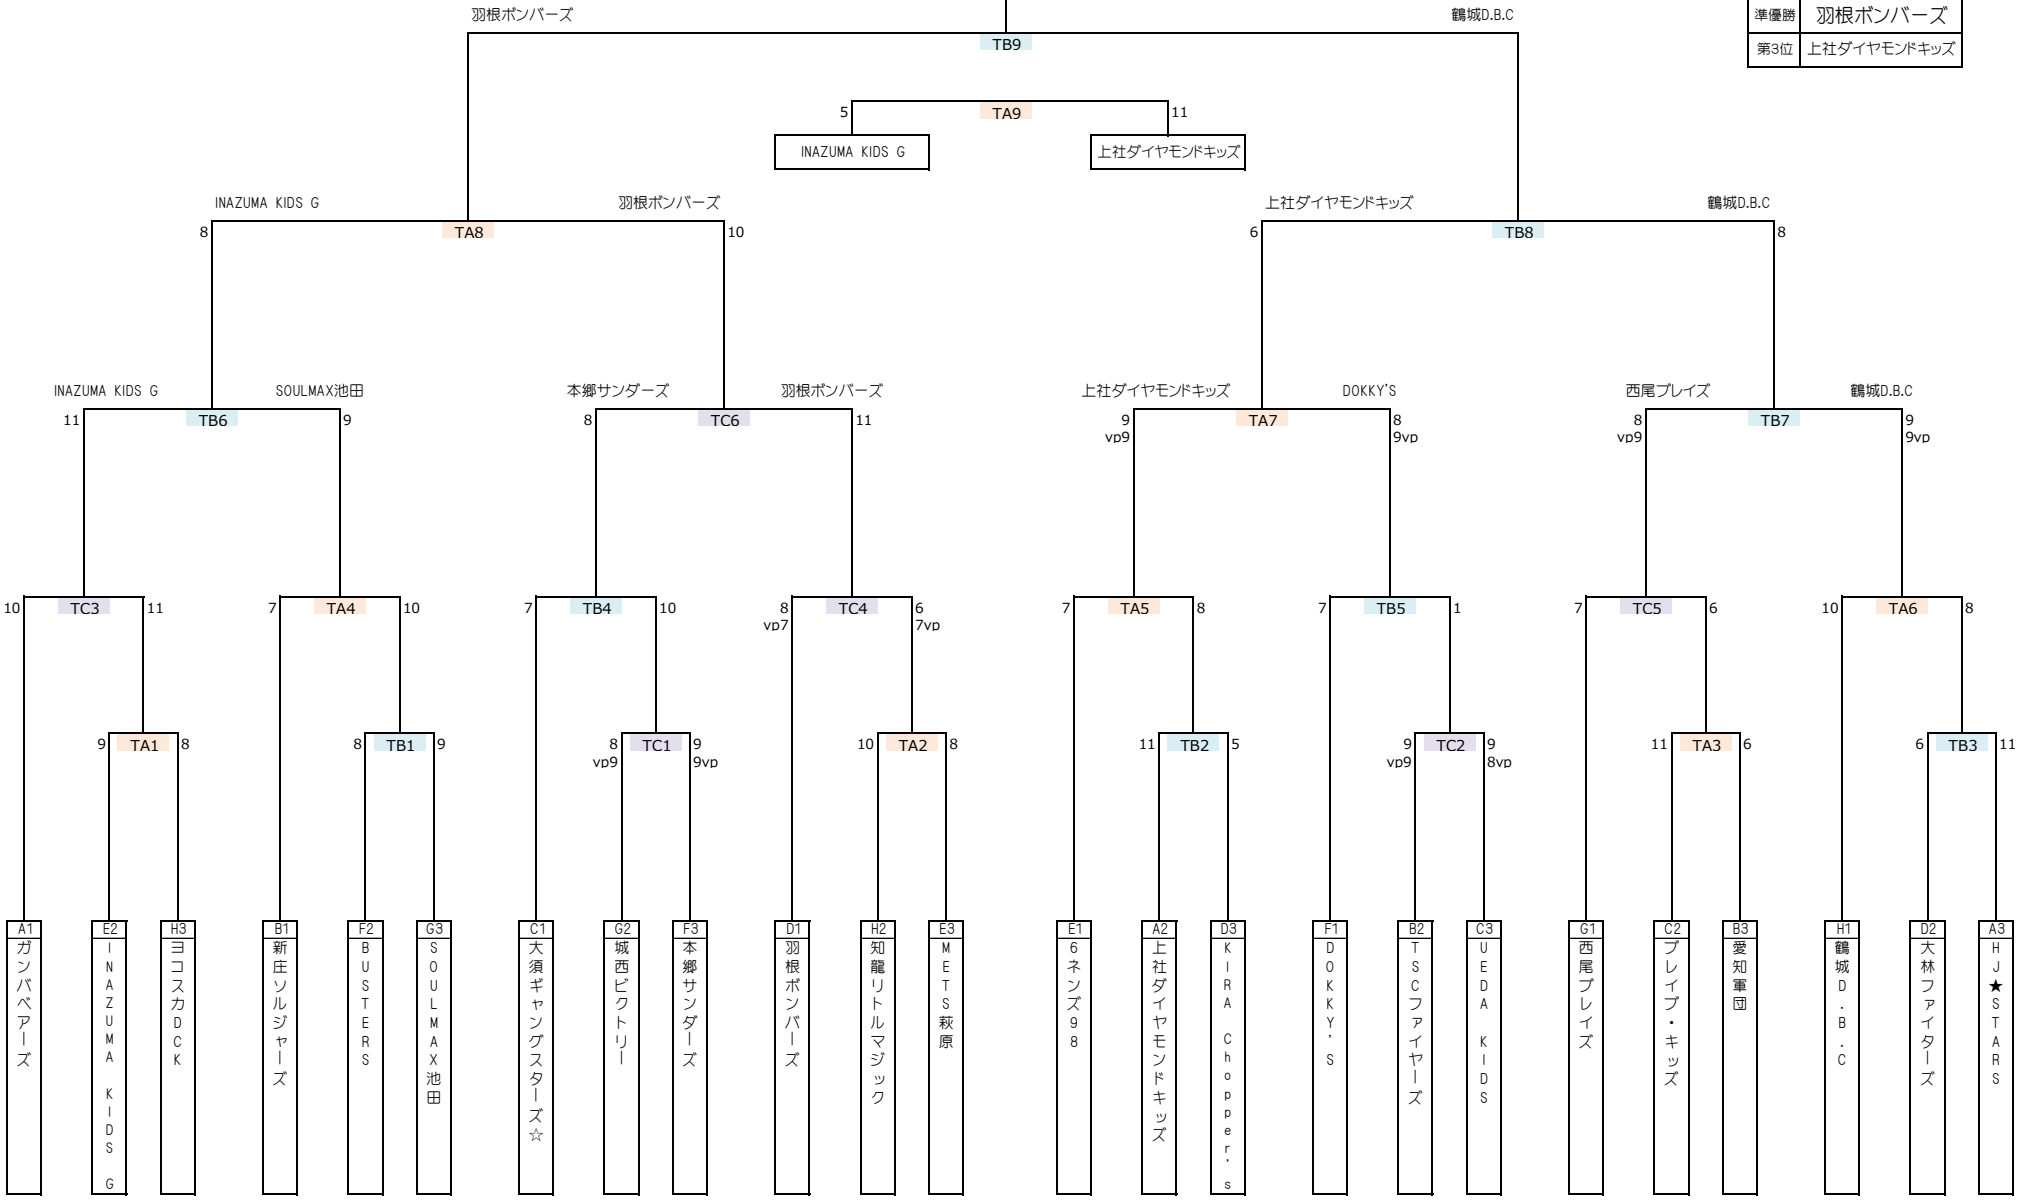 羽根ボンバーズ 鶴城D.B.C 準優勝 羽根ボンバーズ
TB9
第3位 上社ダイヤモンドキッズ
5 TA9 11
INAZUMA KIDS G 上社ダイヤモンドキッズ
INAZUMA KIDS G 羽根ボンバーズ 上社ダイヤモンドキッズ 鶴城D.B.C
8 TA8 10 6 TB8 8
INAZUMA KIDS G SOULMAX池田 本郷サンダーズ 羽根ボンバーズ 上社ダイヤモンドキッズ DOKKY'S 西尾ブレイズ 鶴城D.B.C
11 TB6 9 8 TC6 11 9 TA7 8 8 TB7 9
vp9 9vp vp9 9vp
10 TC3 11 7 TA4 10 7 TB4 10 8 TC4 6 7 TA5 8 7 TB5 1 7 TC5 6 10 TA6 8
vp7 7vp
9 TA1 8 8 TB1 9 8 TC1 9 10 TA2 8 11 TB2 5 9 TC2 9 11 TA3 6 6 TB3 11
vp9 9vp vp9 8vp
A1 E2 H3 B1 F2 G3 C1 G2 F3 D1 H2 E3 E1 A2 D3 F1 B2 C3 G1 C2 B3 H1 D2 A3
ガンバベアーズ
INAZUMA KIDS G
ヨコスカDCK
新庄ソルジャーズ
BUSTERS
SOULMAX池田
大須ギャングスターズ☆
城西ビクトリー
本郷サンダーズ
羽根ボンバーズ
知龍リトルマジック
METS萩原
6ネンズ98
上社ダイヤモンドキッズ
KIRA Chopper's
DOKKY'S
TSCファイヤーズ
UEDA KIDS
西尾ブレイズ
ブレイブ・キッズ
愛知軍団
鶴城D.B.C
大林ファイターズ
HJ★STARS